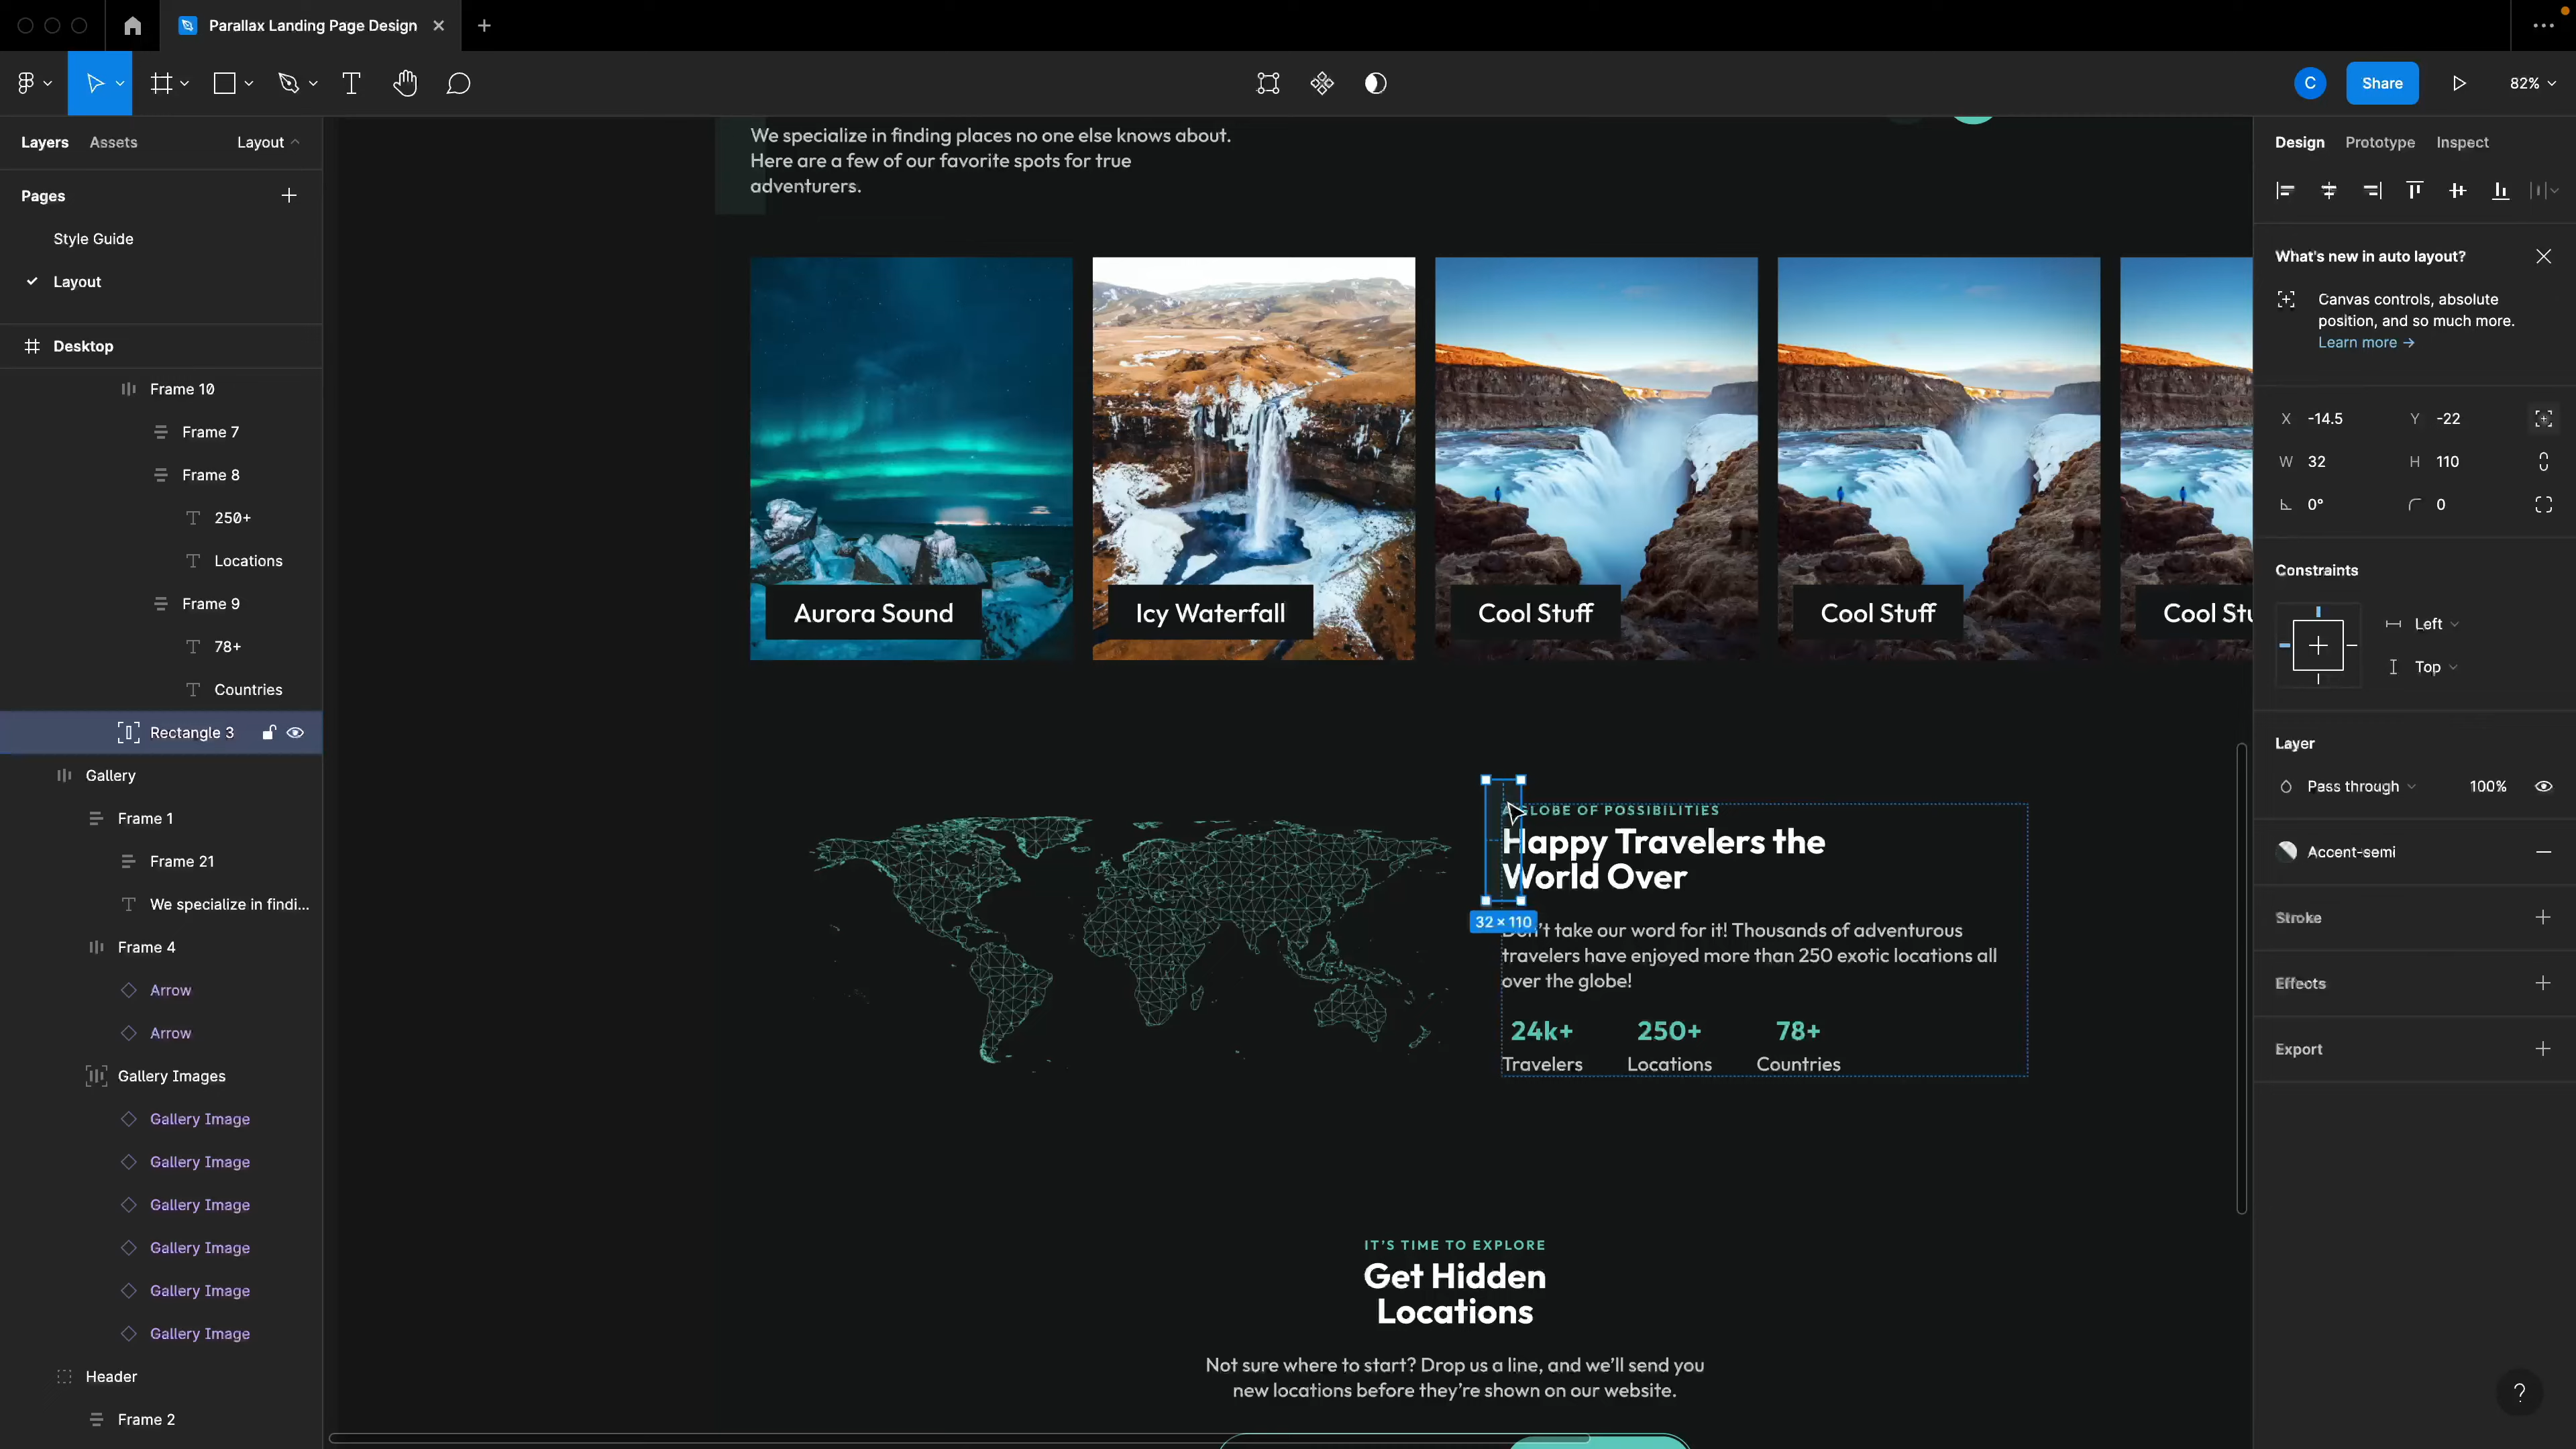 Parallax Landing Page Design
C
Share
82%
Layers
Assets
Layout
Pages
Style Guide
Layout
Desktop
Frame 10
Frame 7
Frame 8
250+
Locations
Frame 9
78+
Countries
Rectangle 3
Gallery
Frame 1
Frame 21
We specialize in findi...
Frame 4
Arrow
Arrow
Gallery Images
Gallery Image
Gallery Image
Gallery Image
Gallery Image
Gallery Image
Gallery Image
Header
Frame 2
We specialize in finding places no one else knows about.
Here are a few of our favorite spots for true
adventurers.
Aurora Sound
Icy Waterfall
Cool Stuff
Cool Stuff
Cool Stu
A GLOBE OF POSSIBILITIES
Happy Travelers the
World Over
32 × 110
Don't take our word for it! Thousands of adventurous
travelers have enjoyed more than 250 exotic locations all
over the globe!
24k+
250+
78+
Travelers
Locations
Countries
IT'S TIME TO EXPLORE
Get Hidden
Locations
Not sure where to start? Drop us a line, and we'll send you
new locations before they're shown on our website.
Design
Prototype
Inspect
What's new in auto layout?
Canvas controls, absolute
position, and so much more.
Learn more →
X -14.5
Y -22
W 32
H 110
0°
0
Constraints
Left
Top
Layer
Pass through
100%
Accent-semi
Stroke
Effects
Export
?